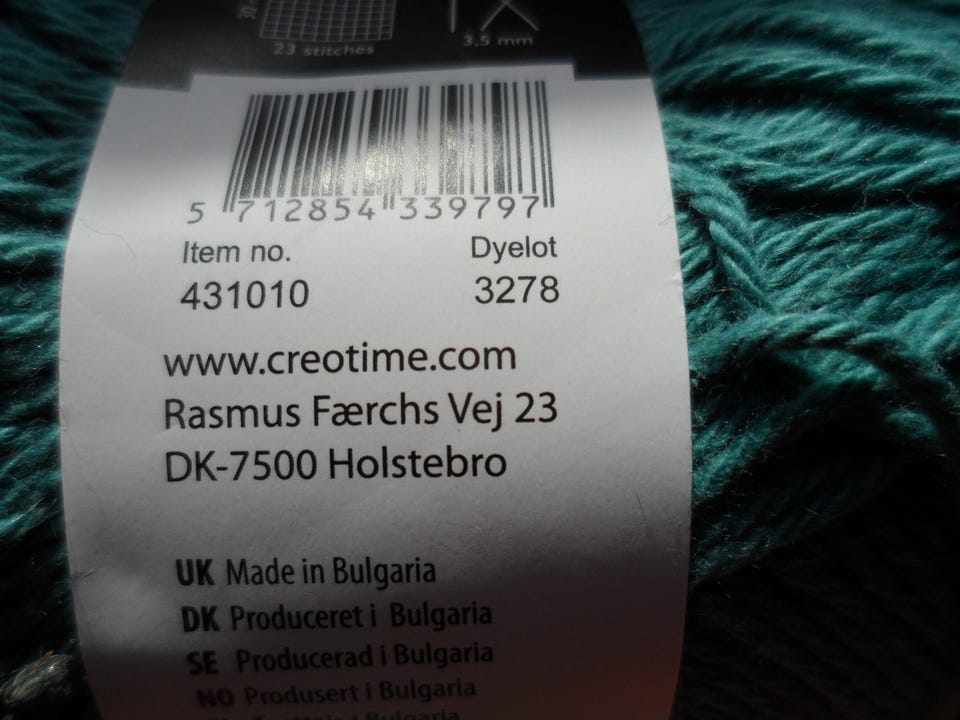 23 stitches 3.5 mm
5 712854 339797
Item no. Dyelot
431010 3278
www.creotime.com
Rasmus Færchs Vej 23
DK-7500 Holstebro
UK Made in Bulgaria
DK Produceret i Bulgaria
SE Producerad i Bulgaria
NO Produsert i Bulgaria
Bulgaria